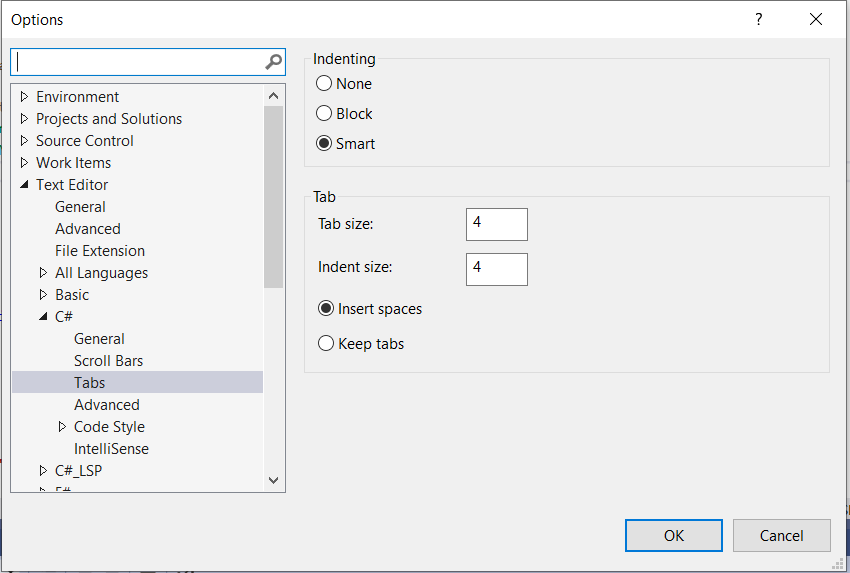 Options
?
Environment
Projects and Solutions
Source Control
Work Items
Text Editor
General
Advanced
File Extension
All Languages
Basic
C#
General
Scroll Bars
Tabs
Advanced
Code Style
IntelliSense
C#_LSP
Indenting
None
Block
Smart
Tab
Tab size: 4
Indent size: 4
Insert spaces
Keep tabs
OK Cancel